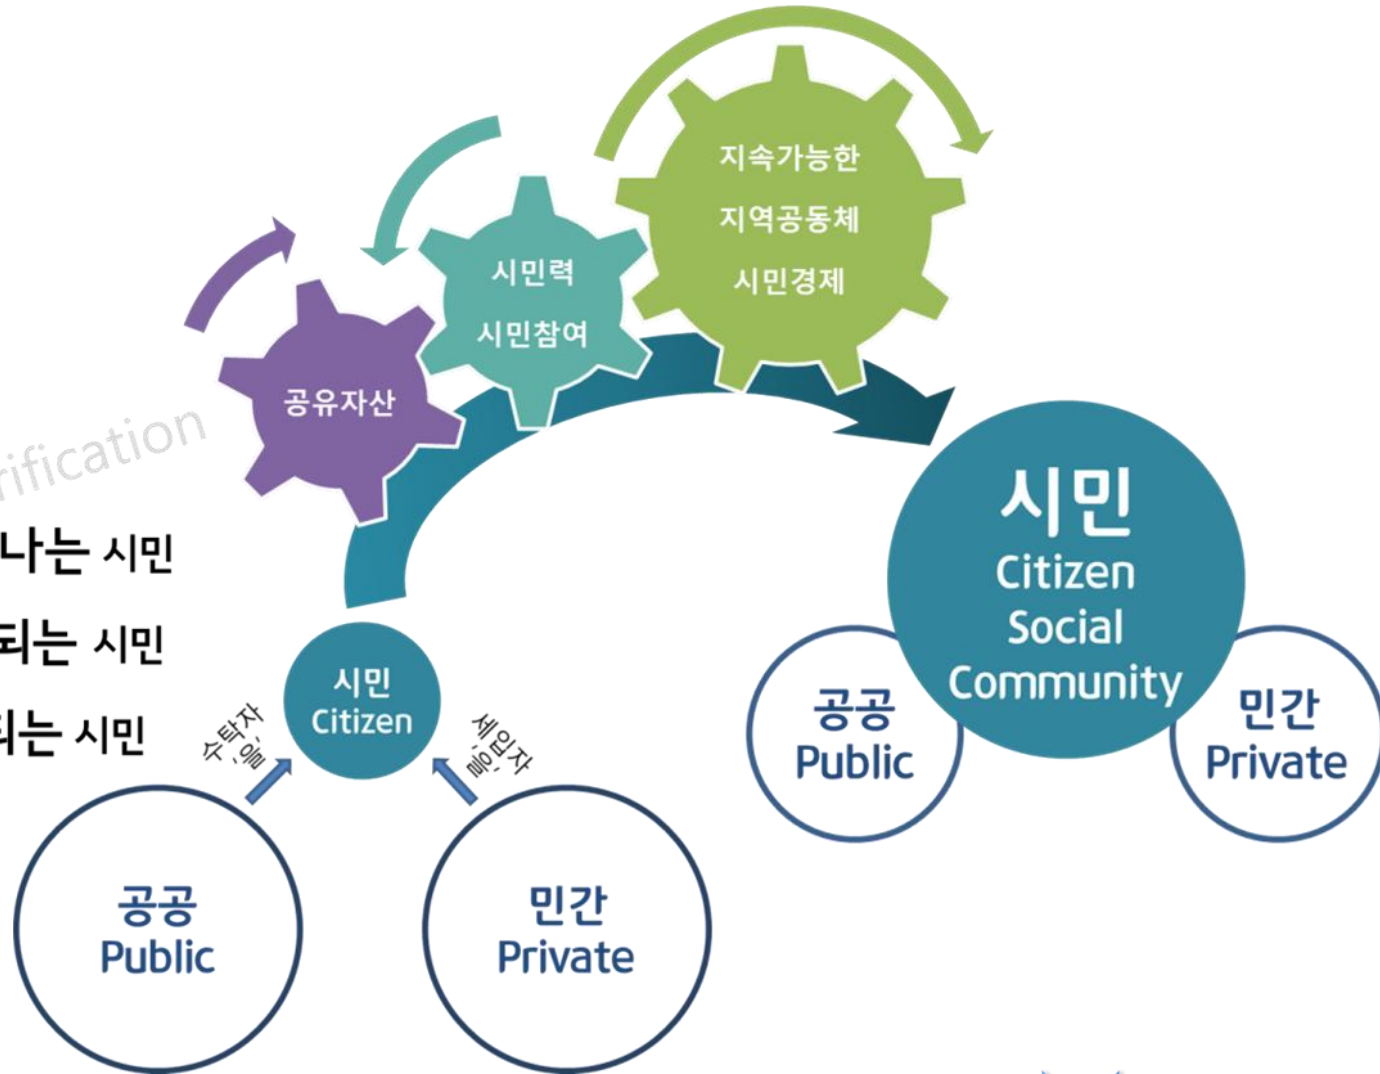 지속가능한
지역공동체
시민경제
시민력
시민참여
공유자산
rification
나는 시민
되는 시민
되는 시민
시민
Citizen
수탁자
'을'
세입자
'을'
공공
Public
민간
Private
시민
Citizen
Social
Community
공공
Public
민간
Private